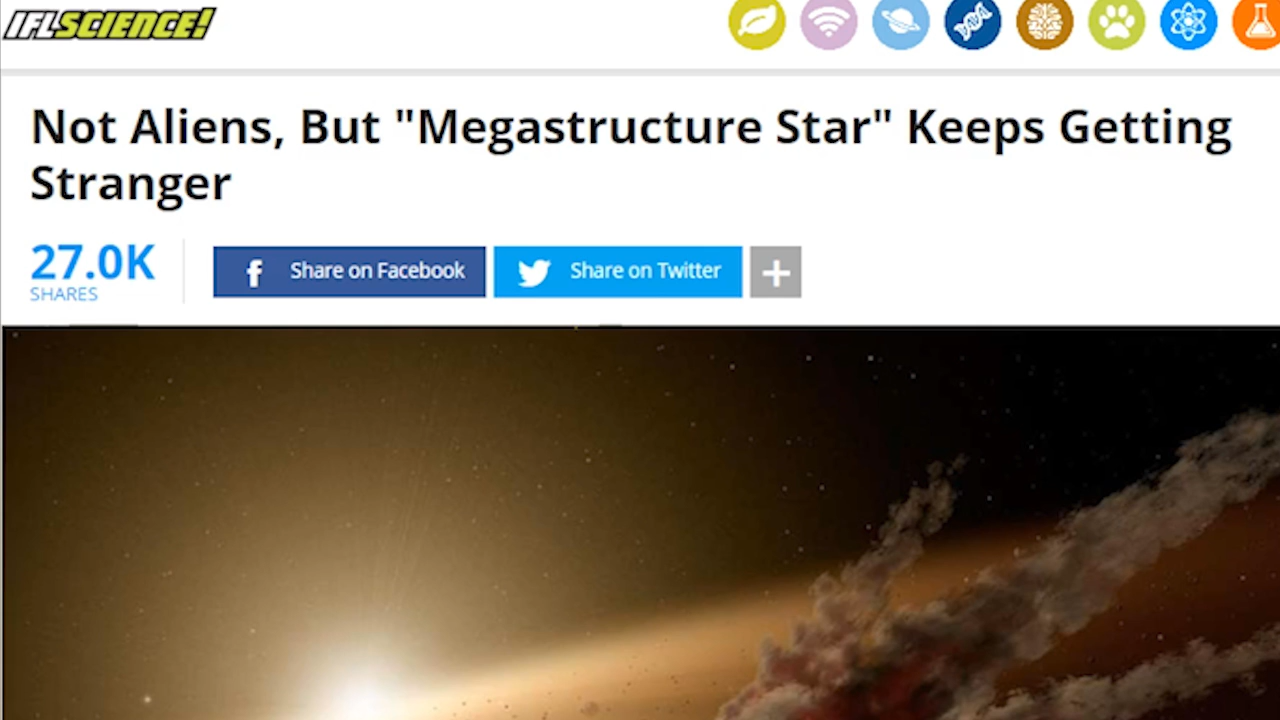 IFLSCIENCE!
Not Aliens, But "Megastructure Star" Keeps Getting
Stranger
27.0K
SHARES
Share on Facebook
Share on Twitter